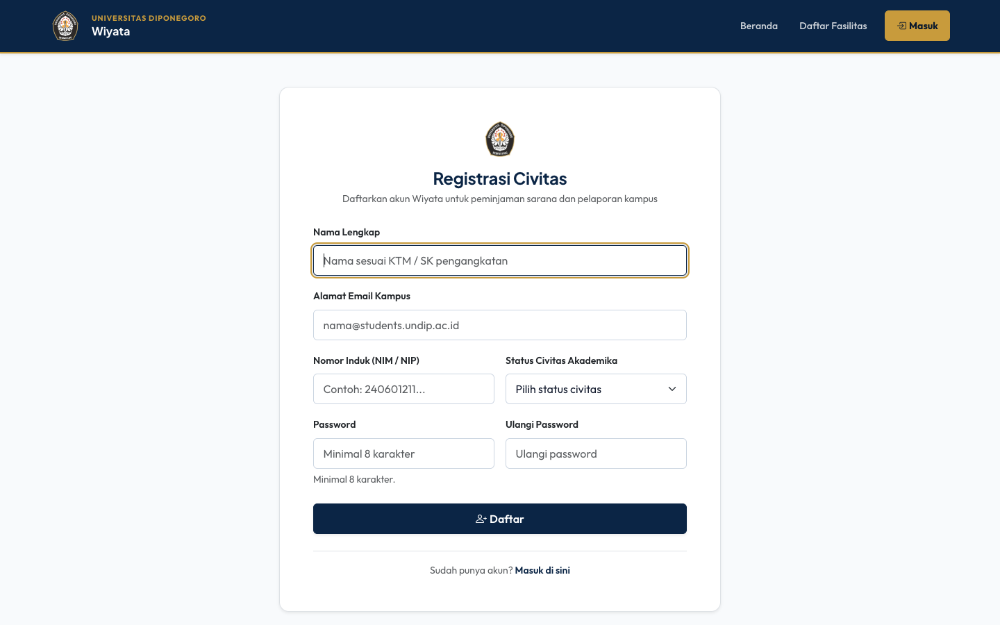 UNIVERSITAS DIPONEGORO
Wiyata
Beranda
Daftar Fasilitas
Masuk
Registrasi Civitas
Daftarkan akun Wiyata untuk peminjaman sarana dan pelaporan kampus
Nama Lengkap
Nama sesuai KTM / SK pengangkatan
Alamat Email Kampus
nama@students.undip.ac.id
Nomor Induk (NIM / NIP)
Status Civitas Akademika
Contoh: 240601211...
Pilih status civitas
Password
Ulangi Password
Minimal 8 karakter
Ulangi password
Minimal 8 karakter.
Daftar
Sudah punya akun? Masuk di sini